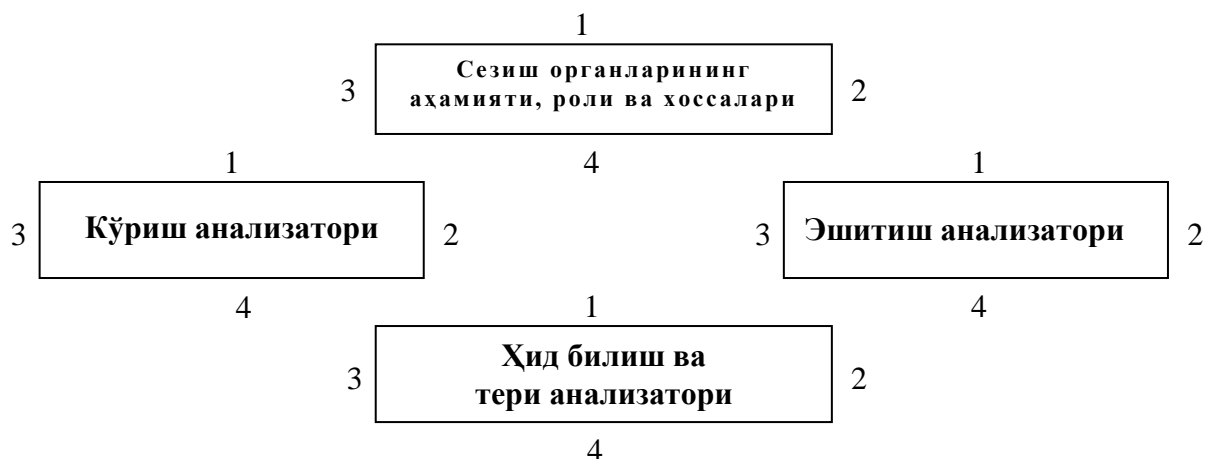 1
Сезиш органларининг
3 аҳамияти, роли ва хоссалари 2
1 4 1
3 Кўриш анализатори 2 3 Эшитиш анализатори 2
4 1 4
Ҳид билиш ва
3 тери анализатори 2
4